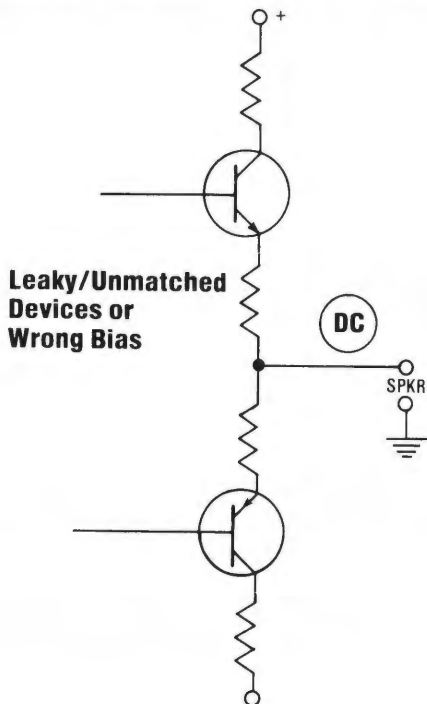 +
Leaky/Unmatched
Devices or
Wrong Bias
DC
SPKR